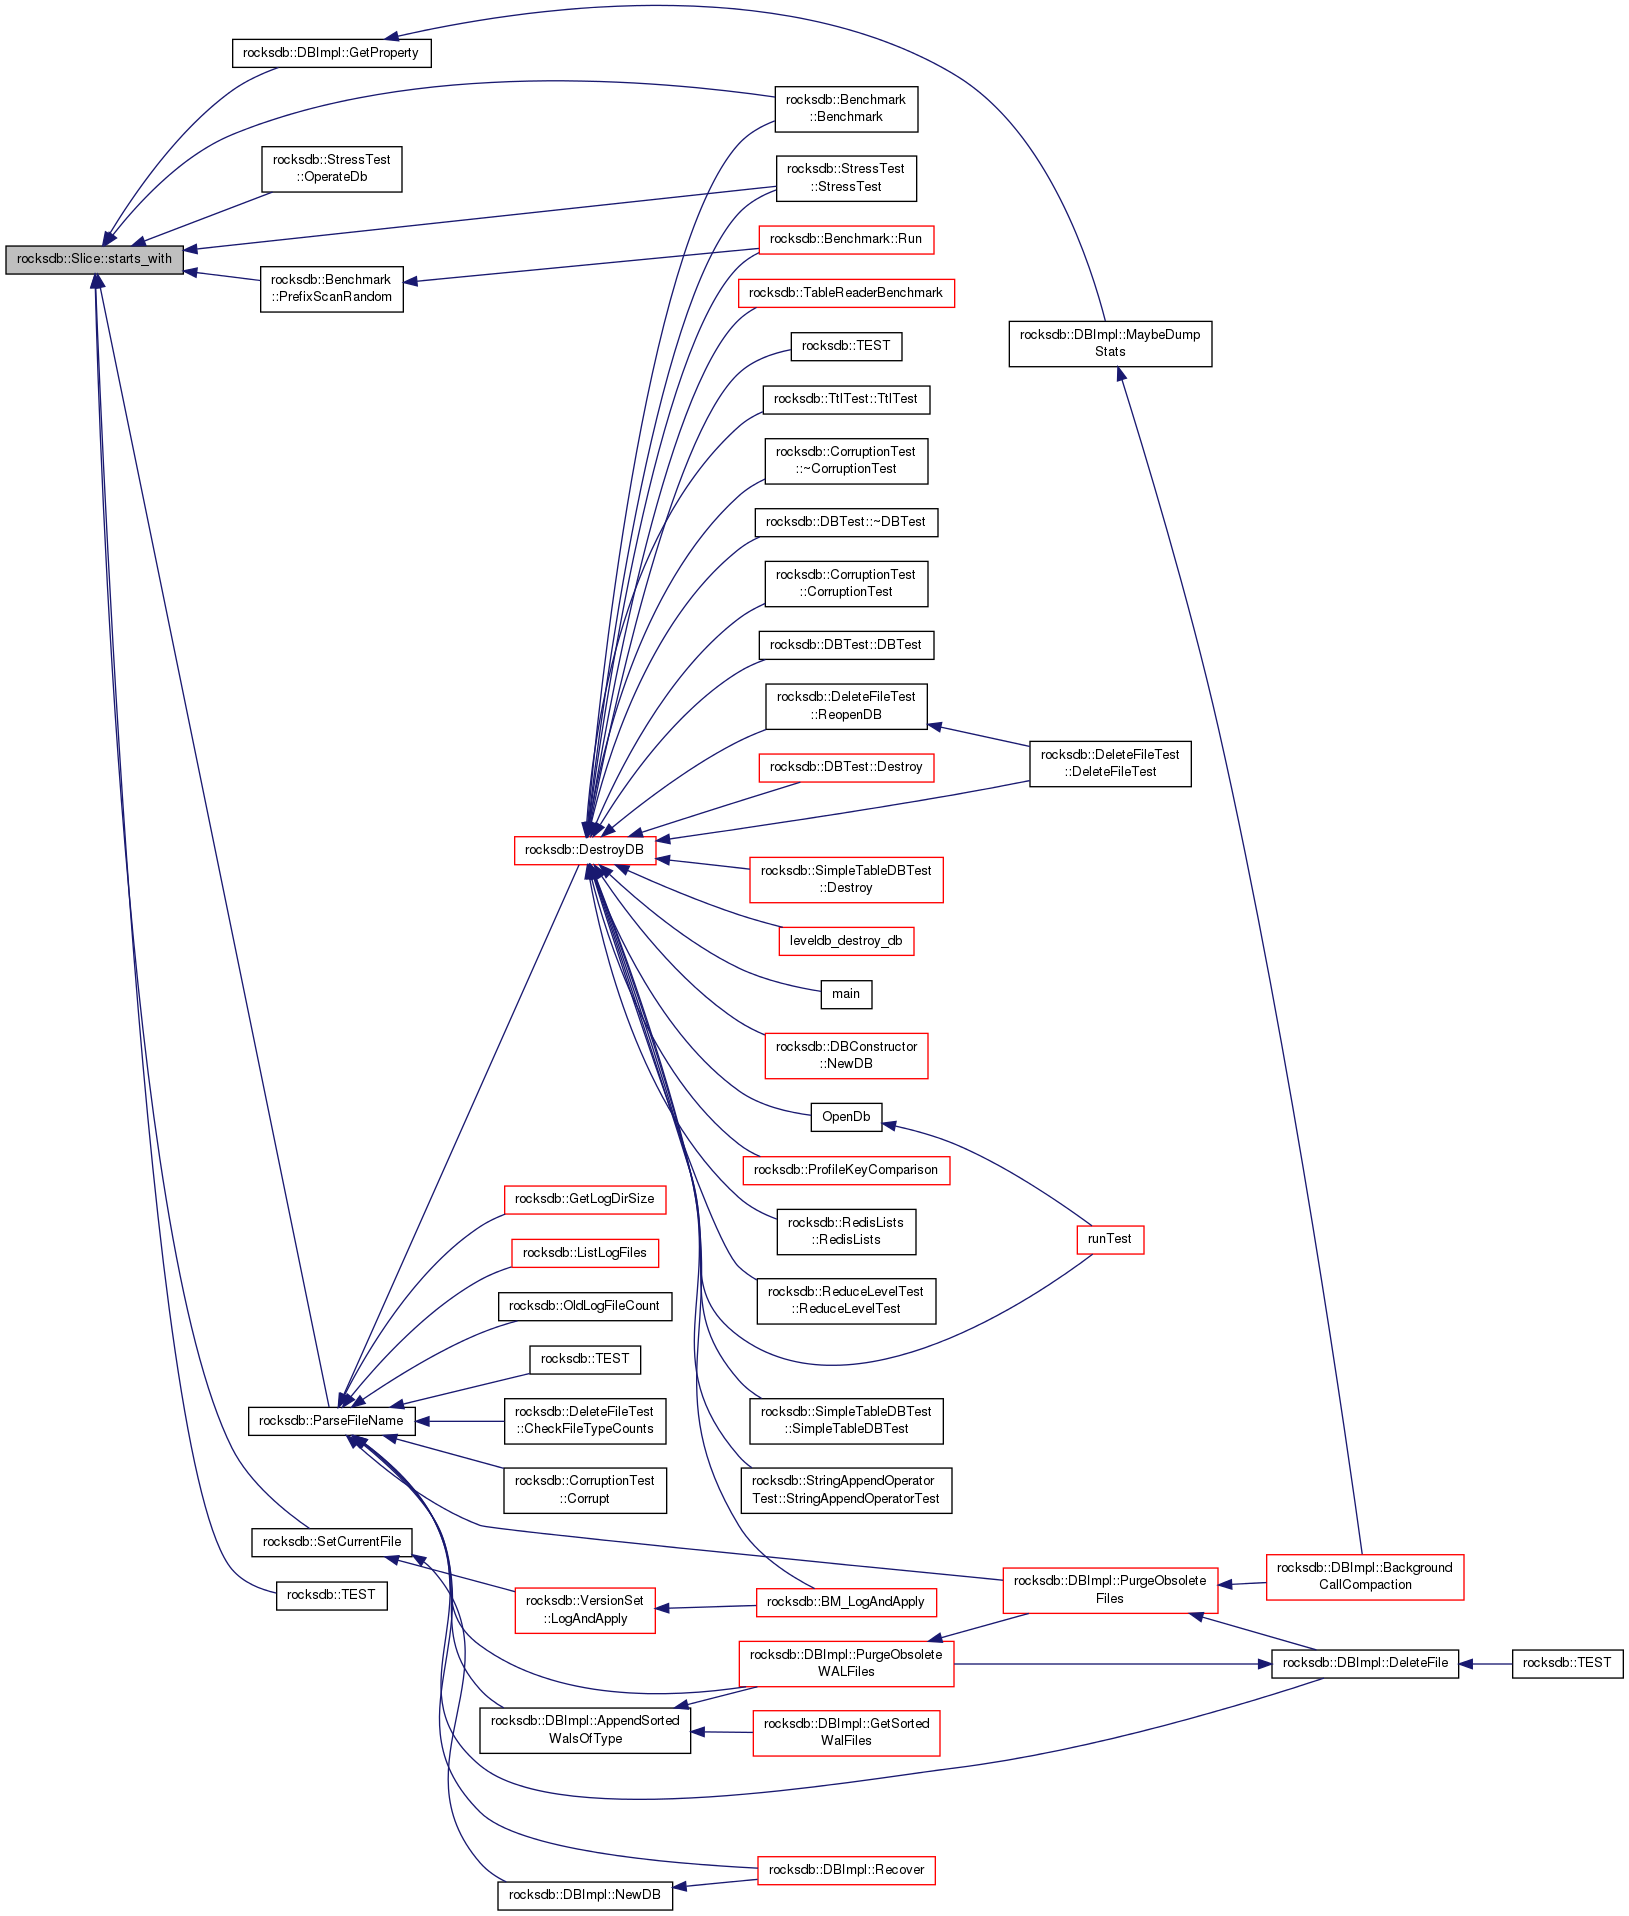 rocksdb::DBImpl::GetProperty
rocksdb::Benchmark
::Benchmark
rocksdb::StressTest
::OperateDb
rocksdb::StressTest
::StressTest
rocksdb::Slice::starts_with
rocksdb::Benchmark::Run
rocksdb::Benchmark
::PrefixScanRandom
rocksdb::TableReaderBenchmark
rocksdb::DBImpl::MaybeDump
Stats
rocksdb::TEST
rocksdb::TtlTest::TtlTest
rocksdb::CorruptionTest
::~CorruptionTest
rocksdb::DBTest::~DBTest
rocksdb::CorruptionTest
::CorruptionTest
rocksdb::DBTest::DBTest
rocksdb::DeleteFileTest
::ReopenDB
rocksdb::DeleteFileTest
::DeleteFileTest
rocksdb::DBTest::Destroy
rocksdb::DestroyDB
rocksdb::SimpleTableDBTest
::Destroy
leveldb_destroy_db
main
rocksdb::DBConstructor
::NewDB
OpenDb
rocksdb::ProfileKeyComparison
rocksdb::GetLogDirSize
rocksdb::RedisLists
::RedisLists
runTest
rocksdb::ListLogFiles
rocksdb::ReduceLevelTest
::ReduceLevelTest
rocksdb::OldLogFileCount
rocksdb::TEST
rocksdb::ParseFileName
rocksdb::DeleteFileTest
::CheckFileTypeCounts
rocksdb::SimpleTableDBTest
::SimpleTableDBTest
rocksdb::CorruptionTest
::Corrupt
rocksdb::StringAppendOperator
Test::StringAppendOperatorTest
rocksdb::SetCurrentFile
rocksdb::DBImpl::Background
CallCompaction
rocksdb::DBImpl::PurgeObsolete
Files
rocksdb::TEST
rocksdb::VersionSet
::LogAndApply
rocksdb::BM_LogAndApply
rocksdb::DBImpl::PurgeObsolete
WALFiles
rocksdb::DBImpl::DeleteFile
rocksdb::TEST
rocksdb::DBImpl::AppendSorted
WalsOfType
rocksdb::DBImpl::GetSorted
WalFiles
rocksdb::DBImpl::Recover
rocksdb::DBImpl::NewDB